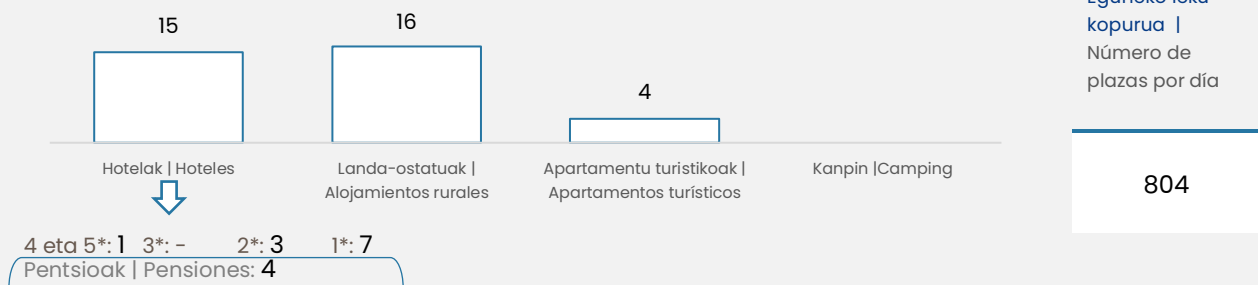 15
16
4
Hotelak | Hoteles
Landa-ostatuak |
Alojamientos rurales
Apartamentu turistikoak |
Apartamentos turísticos
Kanpin |Camping
4 eta 5*: 1 3*: - 2*: 3 1*: 7
Pentsioak | Pensiones: 4
kopurua |
Número de
plazas por día
804